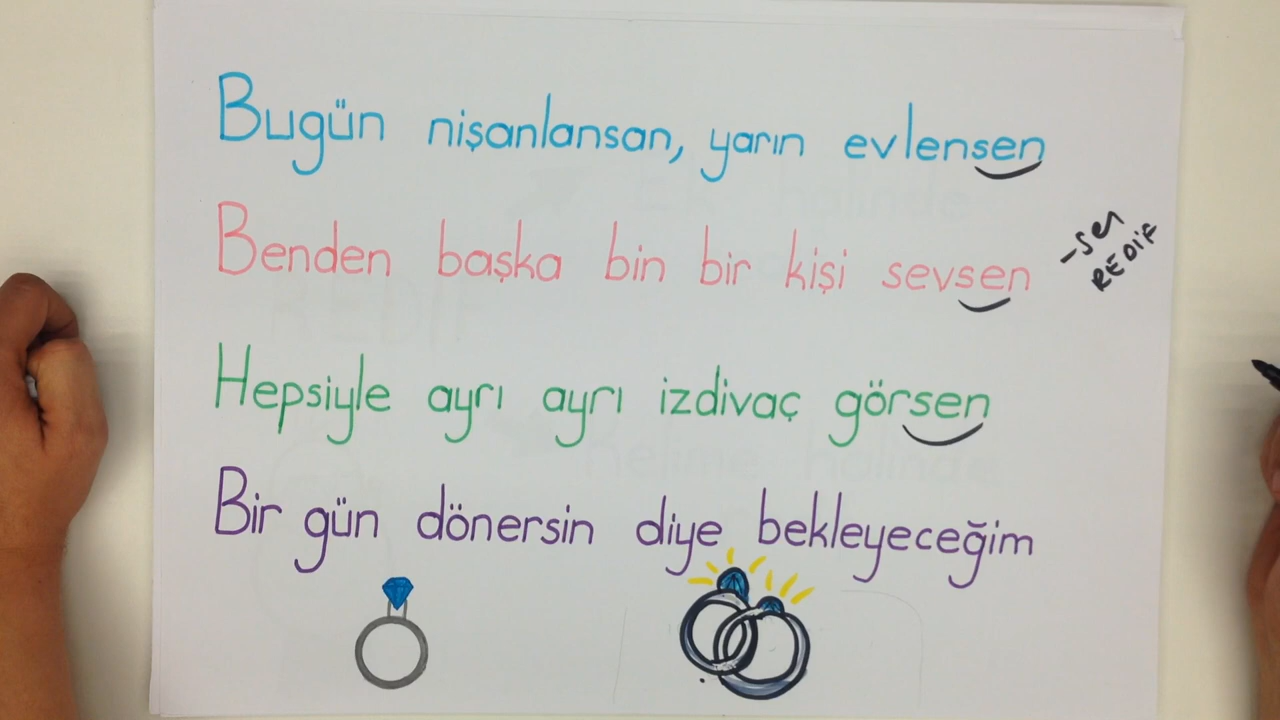 Bugün nişanlansan, yarın evlensen
Benden başka bin bir kişi sevsen
-sen
REDİF
Hepsiyle ayrı ayrı izdivaç görsen
Bir gün dönersin diye bekleyeceğim